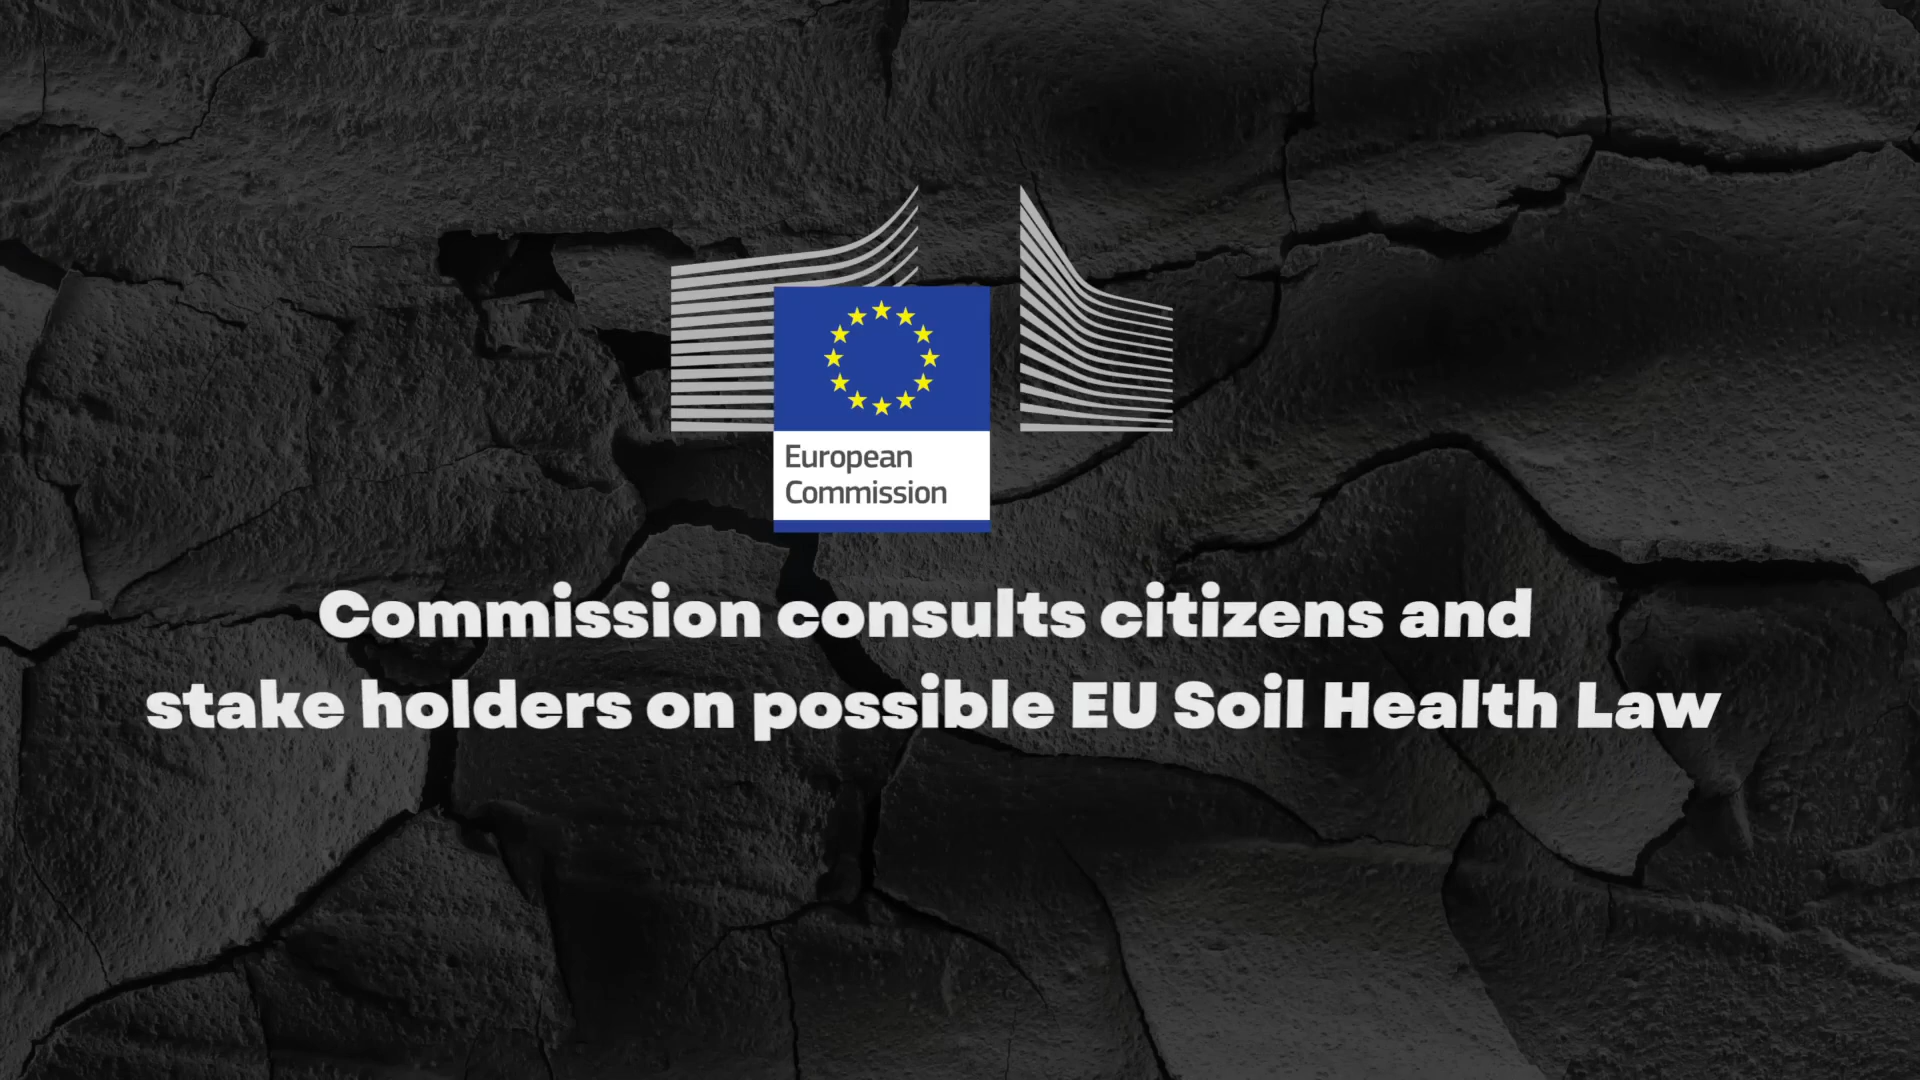 European
Commission
Commission consults citizens and
stake holders on possible EU Soil Health Law